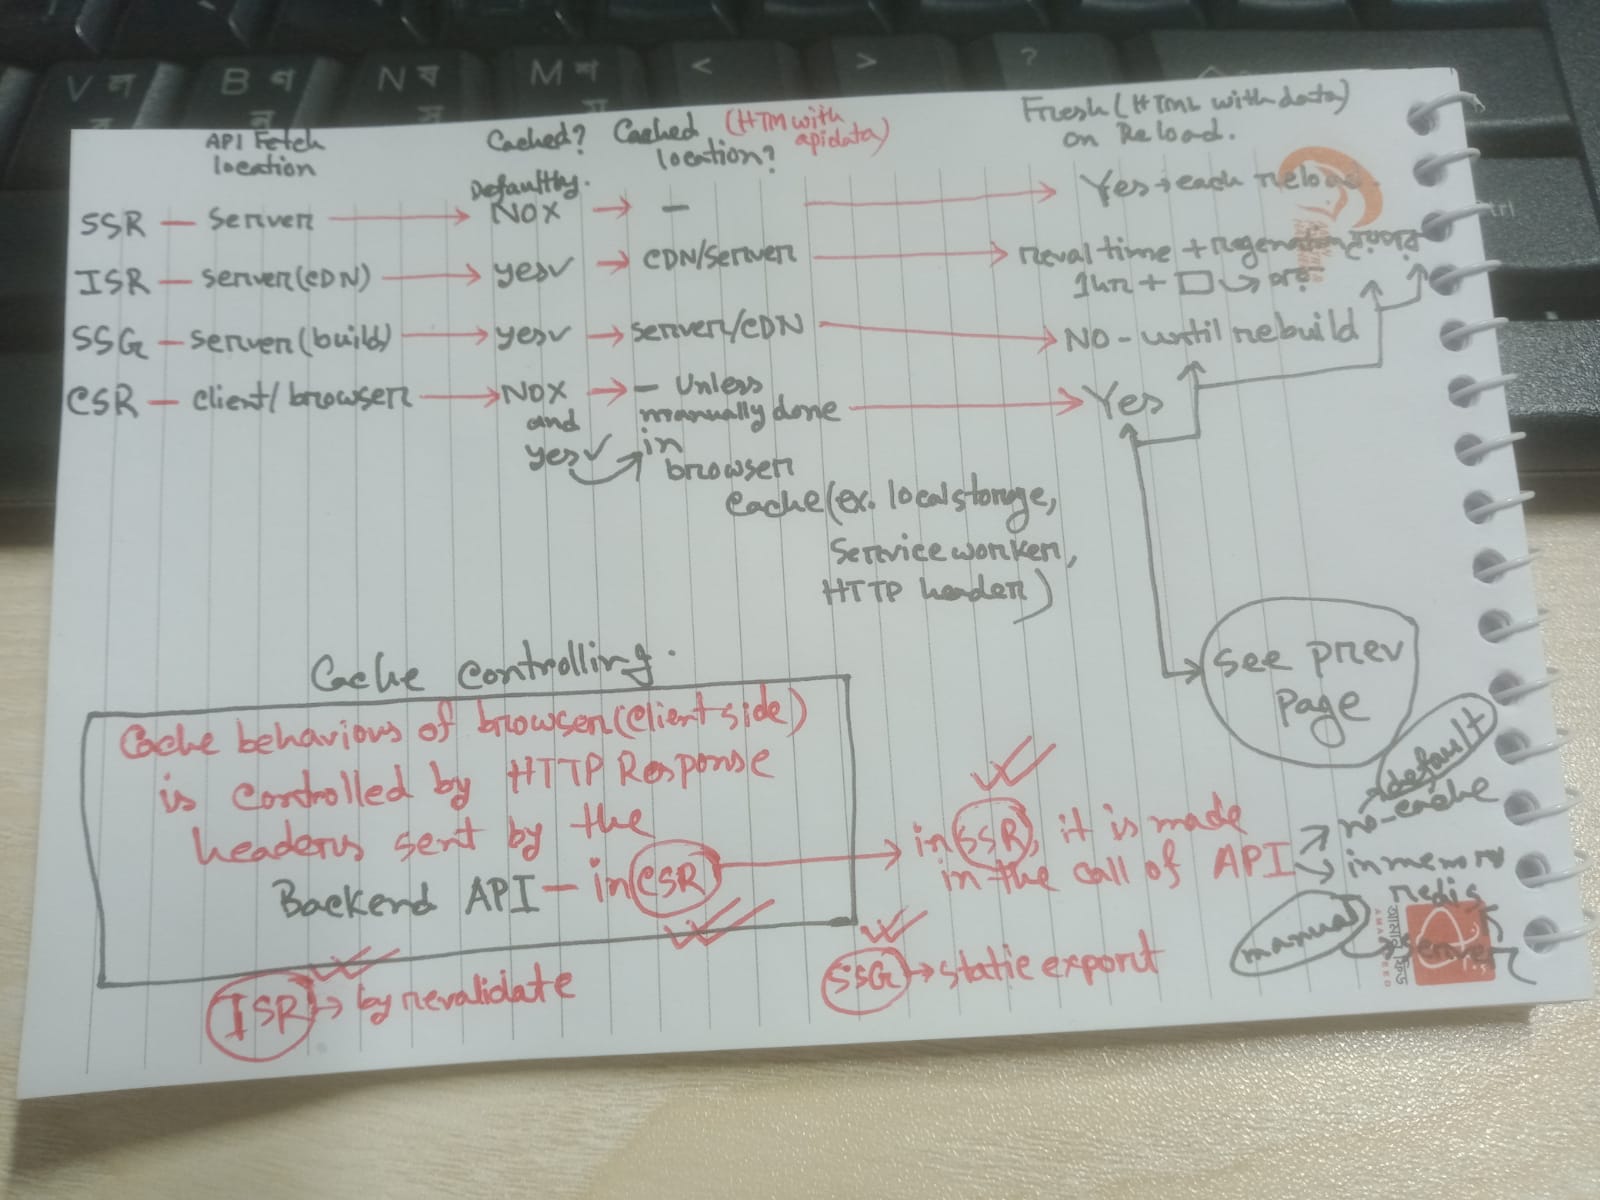 V ল
B ণ
ন
N ষ
স
M শ
<
>
?
API Fetch
location
Cached?
Defaultly.
Cached
location?
(HTM with
apidata)
Fresh (HTML with data)
on Reload.
SSR — server → NO X → — → Yes → each reload
ISR — server(CDN) → yes✓ → CDN/server → reval time + regeneration
1hr + □
SSG — server(build) → yes✓ → server/CDN → NO - until rebuild
CSR — client/browser → NO X → — Unless → Yes
and
yes✓
manually done
in
browser
cache(ex. localstorage,
service worker,
HTTP header)
see prev
page
Cache controlling.
Cache behavious of browser(client side)
is controlled by HTTP Response
headers sent by the
Backend API — in CSR → in SSR, it is made
in the call of API
default
no-cache
in memory
redis
manual
server
ISR → by revalidate
SSG → static export